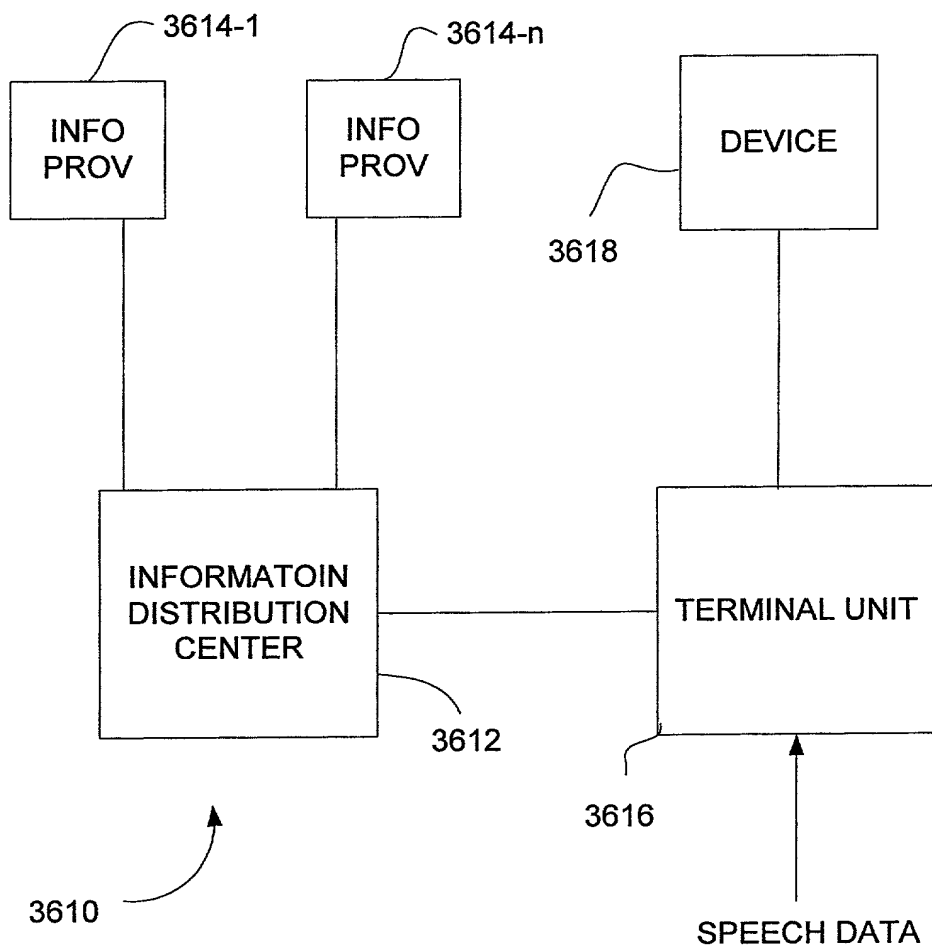 3614-1
3614-n
INFO
PROV
INFO
PROV
DEVICE
3618
INFORMATOIN
DISTRIBUTION
CENTER
TERMINAL UNIT
3612
3616
3610
SPEECH DATA